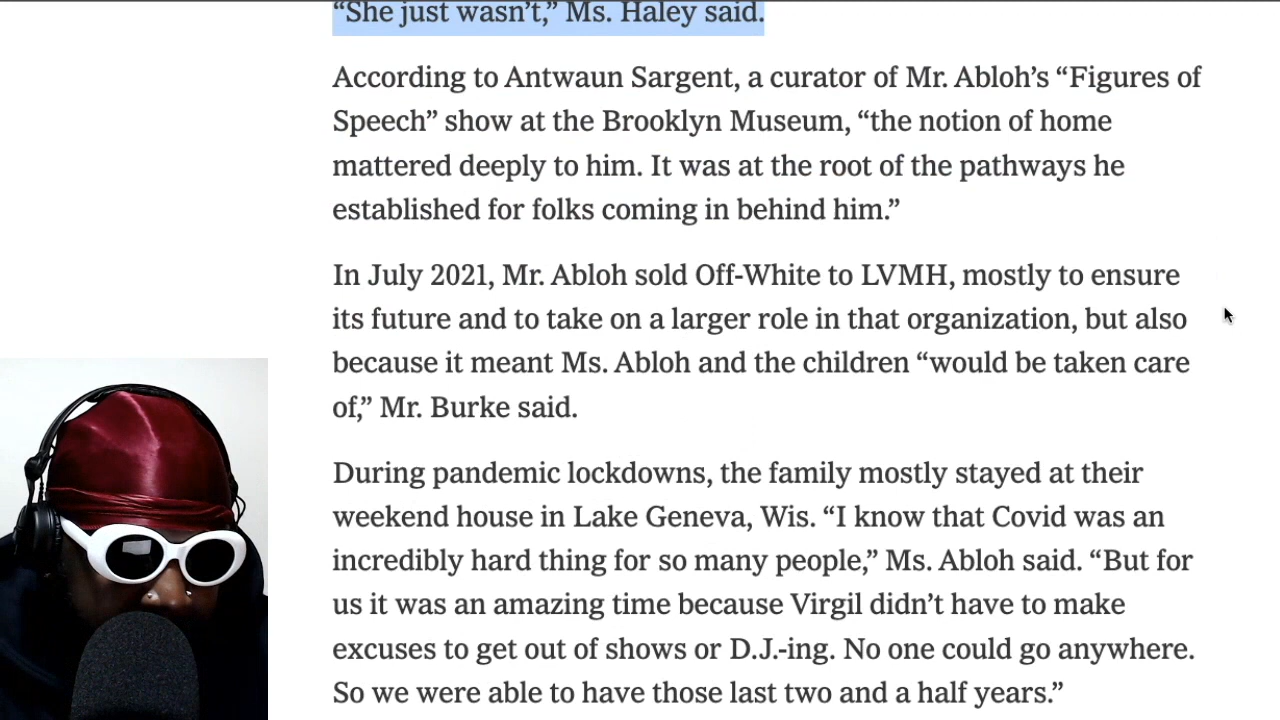 “She just wasn’t,” Ms. Haley said.
According to Antwaun Sargent, a curator of Mr. Abloh’s “Figures of
Speech” show at the Brooklyn Museum, “the notion of home
mattered deeply to him. It was at the root of the pathways he
established for folks coming in behind him.”
In July 2021, Mr. Abloh sold Off-White to LVMH, mostly to ensure
its future and to take on a larger role in that organization, but also
because it meant Ms. Abloh and the children “would be taken care
of,” Mr. Burke said.
During pandemic lockdowns, the family mostly stayed at their
weekend house in Lake Geneva, Wis. “I know that Covid was an
incredibly hard thing for so many people,” Ms. Abloh said. “But for
us it was an amazing time because Virgil didn’t have to make
excuses to get out of shows or D.J.-ing. No one could go anywhere.
So we were able to have those last two and a half years.”